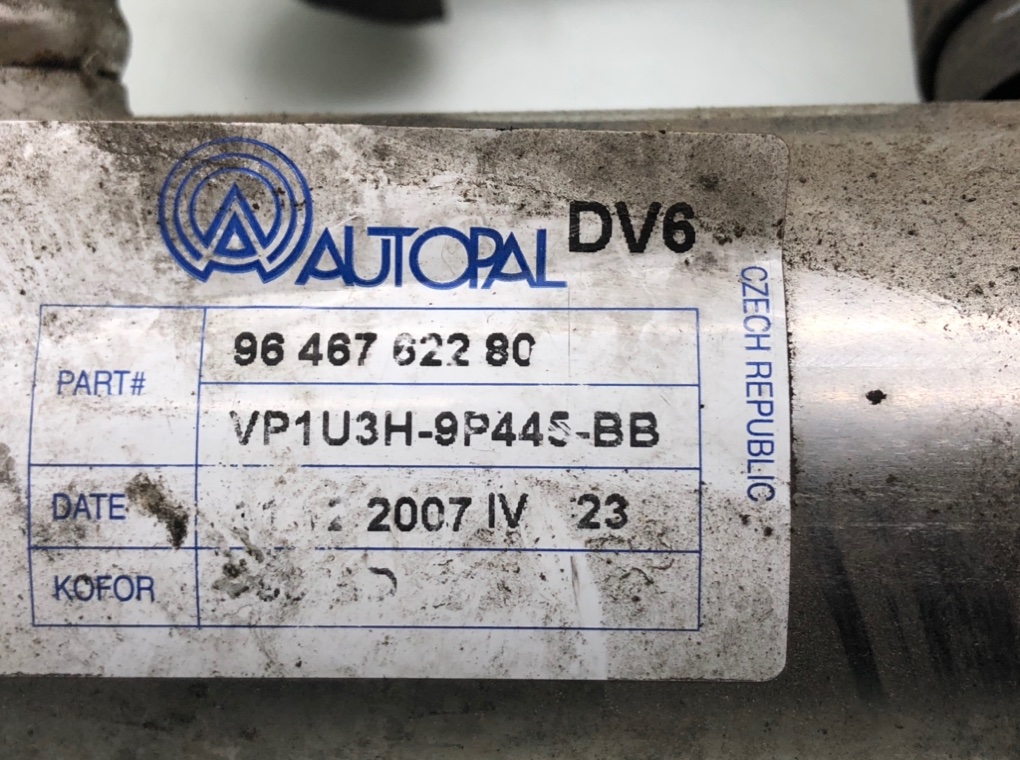 AUTOPAL
DV6
PART# 96 467 622 80
VP1U3H-9P445-BB
DATE 2007 IV 23
KOFOR
CZECH REPUBLIC